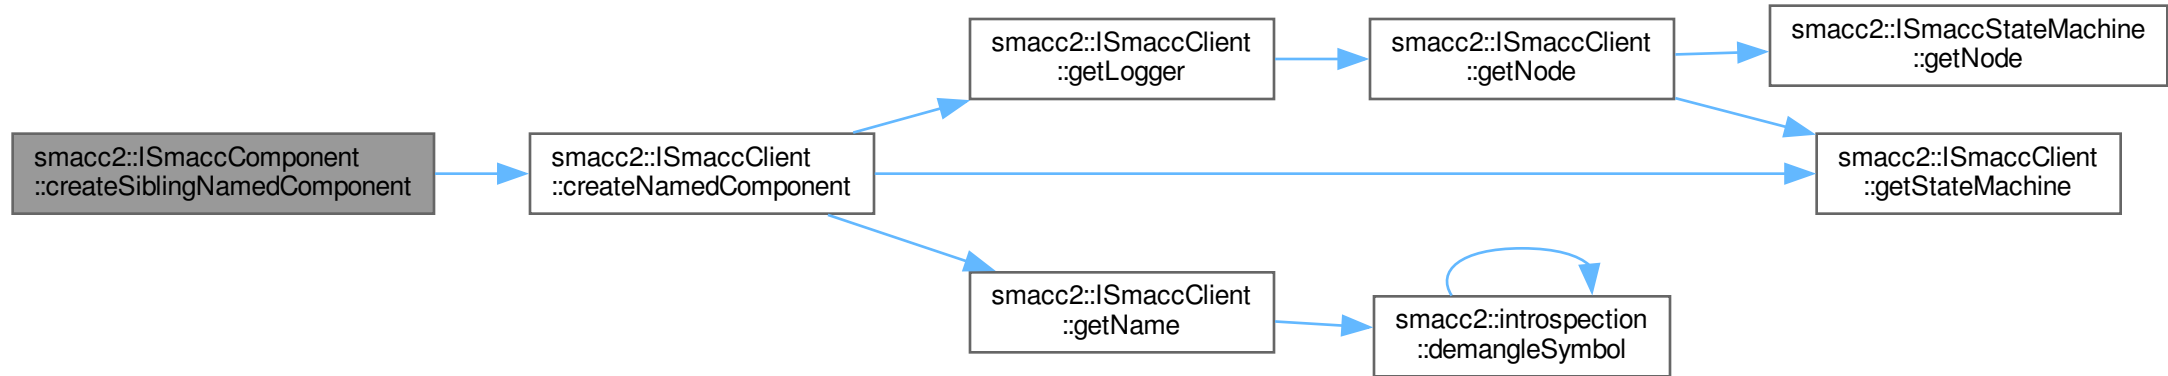 smacc2::ISmaccComponent
::createSiblingNamedComponent
smacc2::ISmaccClient
::createNamedComponent
smacc2::ISmaccClient
::getLogger
smacc2::ISmaccClient
::getNode
smacc2::ISmaccStateMachine
::getNode
smacc2::ISmaccClient
::getStateMachine
smacc2::ISmaccClient
::getName
smacc2::introspection
::demangleSymbol